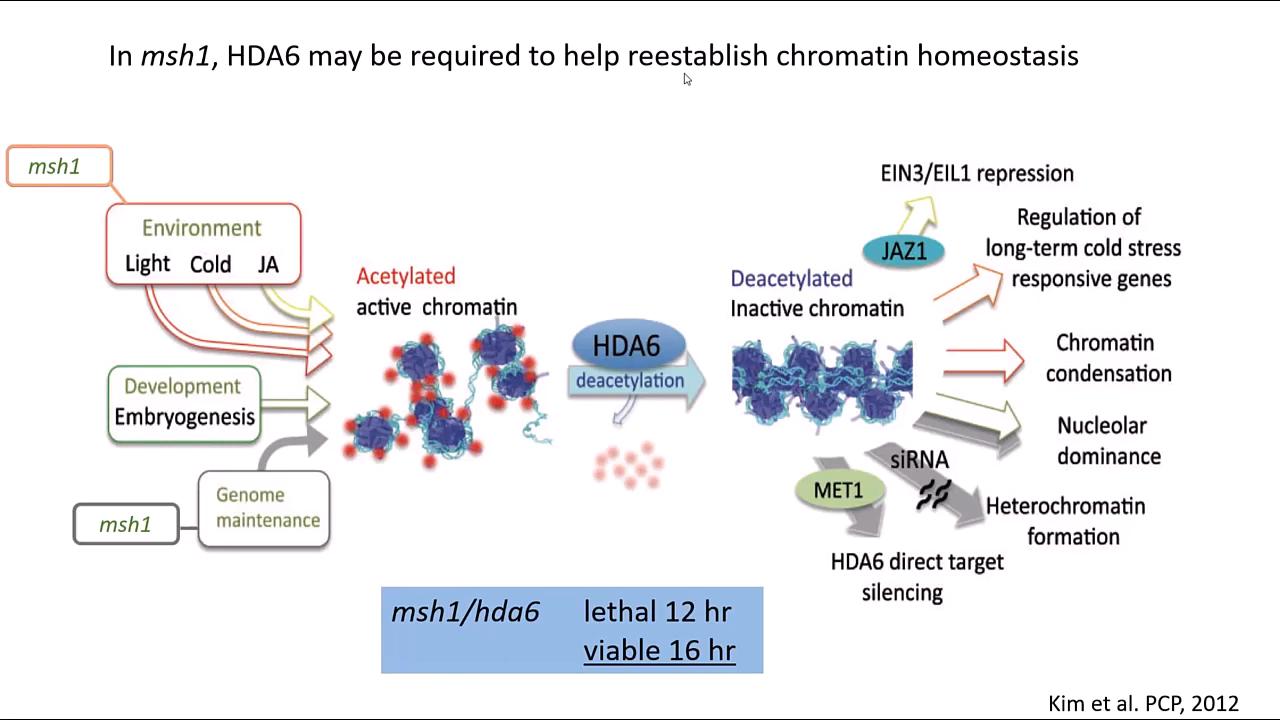 In msh1, HDA6 may be required to help reestablish chromatin homeostasis
msh1
Environment
Light Cold JA
Development
Embryogenesis
Genome
maintenance
msh1
Acetylated
active chromatin
HDA6
deacetylation
Deacetylated
Inactive chromatin
EIN3/EIL1 repression
JAZ1
Regulation of
long-term cold stress
responsive genes
Chromatin
condensation
Nucleolar
dominance
siRNA
MET1
Heterochromatin
formation
HDA6 direct target
silencing
msh1/hda6 lethal 12 hr
viable 16 hr
Kim et al. PCP, 2012